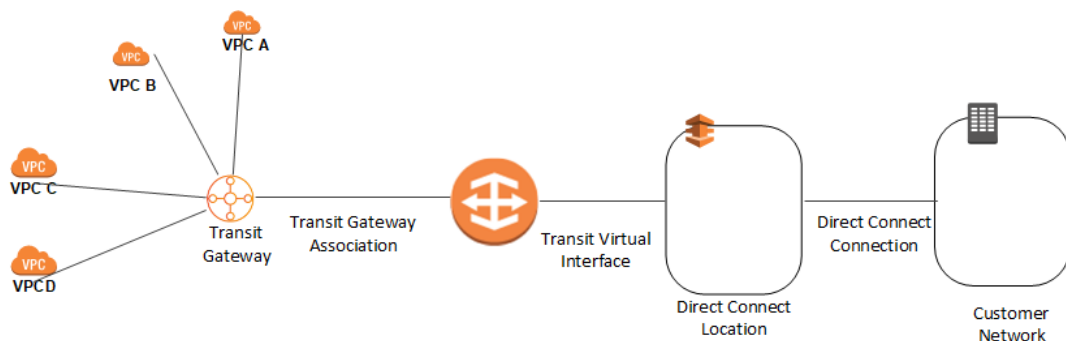 VPC
VPC A
VPC
VPC B
VPC
VPC C
VPC
VPCD
Transit
Gateway
Transit Gateway
Association
Transit Virtual
Interface
Direct Connect
Location
Direct Connect
Connection
Customer
Network